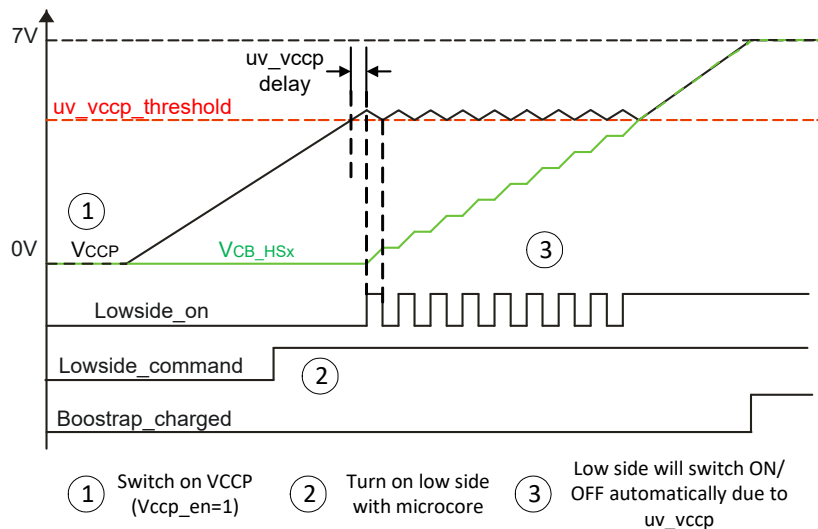 7V
uv_vccp
delay
uv_vccp_threshold
1
0V
VCCP
VCB_HSx
3
Lowside_on
Lowside_command
2
Boostrap_charged
1
Switch on VCCP
(Vccp_en=1)
2
Turn on low side
with microcore
3
Low side will switch ON/
OFF automatically due to
uv_vccp